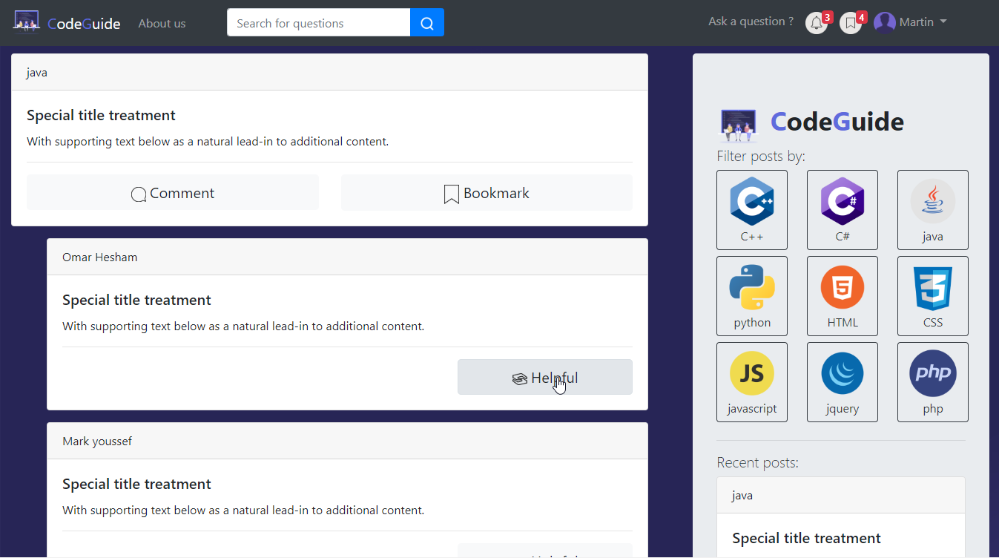 CodeGuide About us Search for questions Ask a question ? 3 4 Martin
java
Special title treatment
With supporting text below as a natural lead-in to additional content.
Comment Bookmark
Omar Hesham
Special title treatment
With supporting text below as a natural lead-in to additional content.
Helpful
Mark youssef
Special title treatment
With supporting text below as a natural lead-in to additional content.
CodeGuide
Filter posts by:
C ++ C # 
C++ C# java
5 3
python HTML CSS
JS php
javascript jquery php
Recent posts:
java
Special title treatment